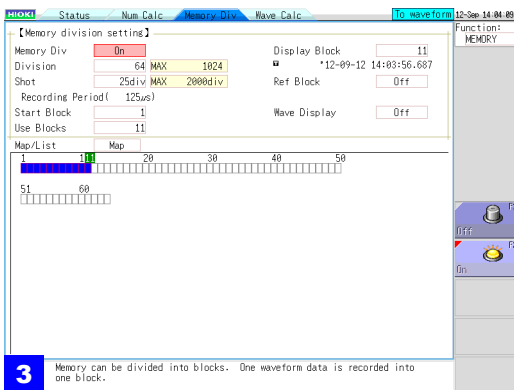 HIOKI Status Num Calc Memory Div Wave Calc To waveform 12-Sep 14:04:09
Function:
MEMORY
【Memory division setting】
Memory Div On Display Block 11
Division 64 MAX 1024 '12-09-12 14:03:56.687
Shot 25div MAX 2000div Ref Block Off
Recording Period( 125µs)
Start Block 1 Wave Display Off
Use Blocks 11
Map/List Map
1 11 20 30 40 50
51 60
Off
On
3 Memory can be divided into blocks. One waveform data is recorded into
one block.